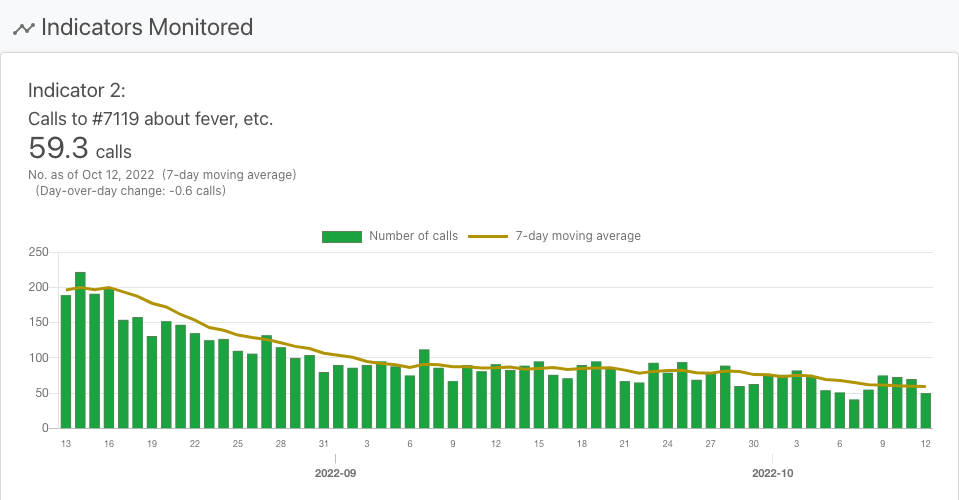 Indicators Monitored
Indicator 2:
Calls to #7119 about fever, etc.
59.3 calls
No. as of Oct 12, 2022 (7-day moving average)
(Day-over-day change: -0.6 calls)
Number of calls 7-day moving average
250
200
150
100
50
0
13 16 19 22 25 28 31 3 6 9 12 15 18 21 24 27 30 3 6 9 12
2022-09 2022-10